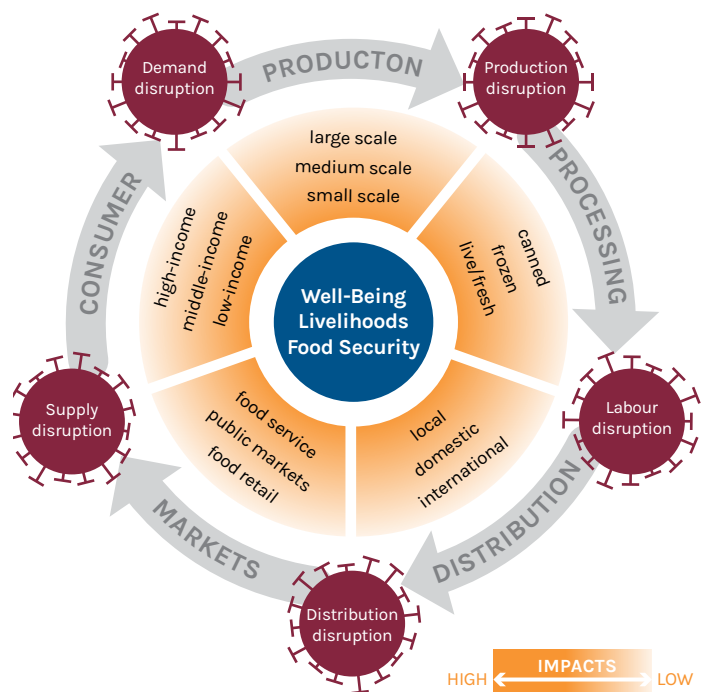 Demand
disruption
PRODUCTON
Production
disruption
PROCESSING
Labour
disruption
DISTRIBUTION
Distribution
disruption
MARKETS
Supply
disruption
CONSUMER
large scale
medium scale
small scale
canned
frozen
live/fresh
local
domestic
international
food service
public markets
food retail
high-income
middle-income
low-income
Well-Being
Livelihoods
Food Security
IMPACTS
HIGH LOW